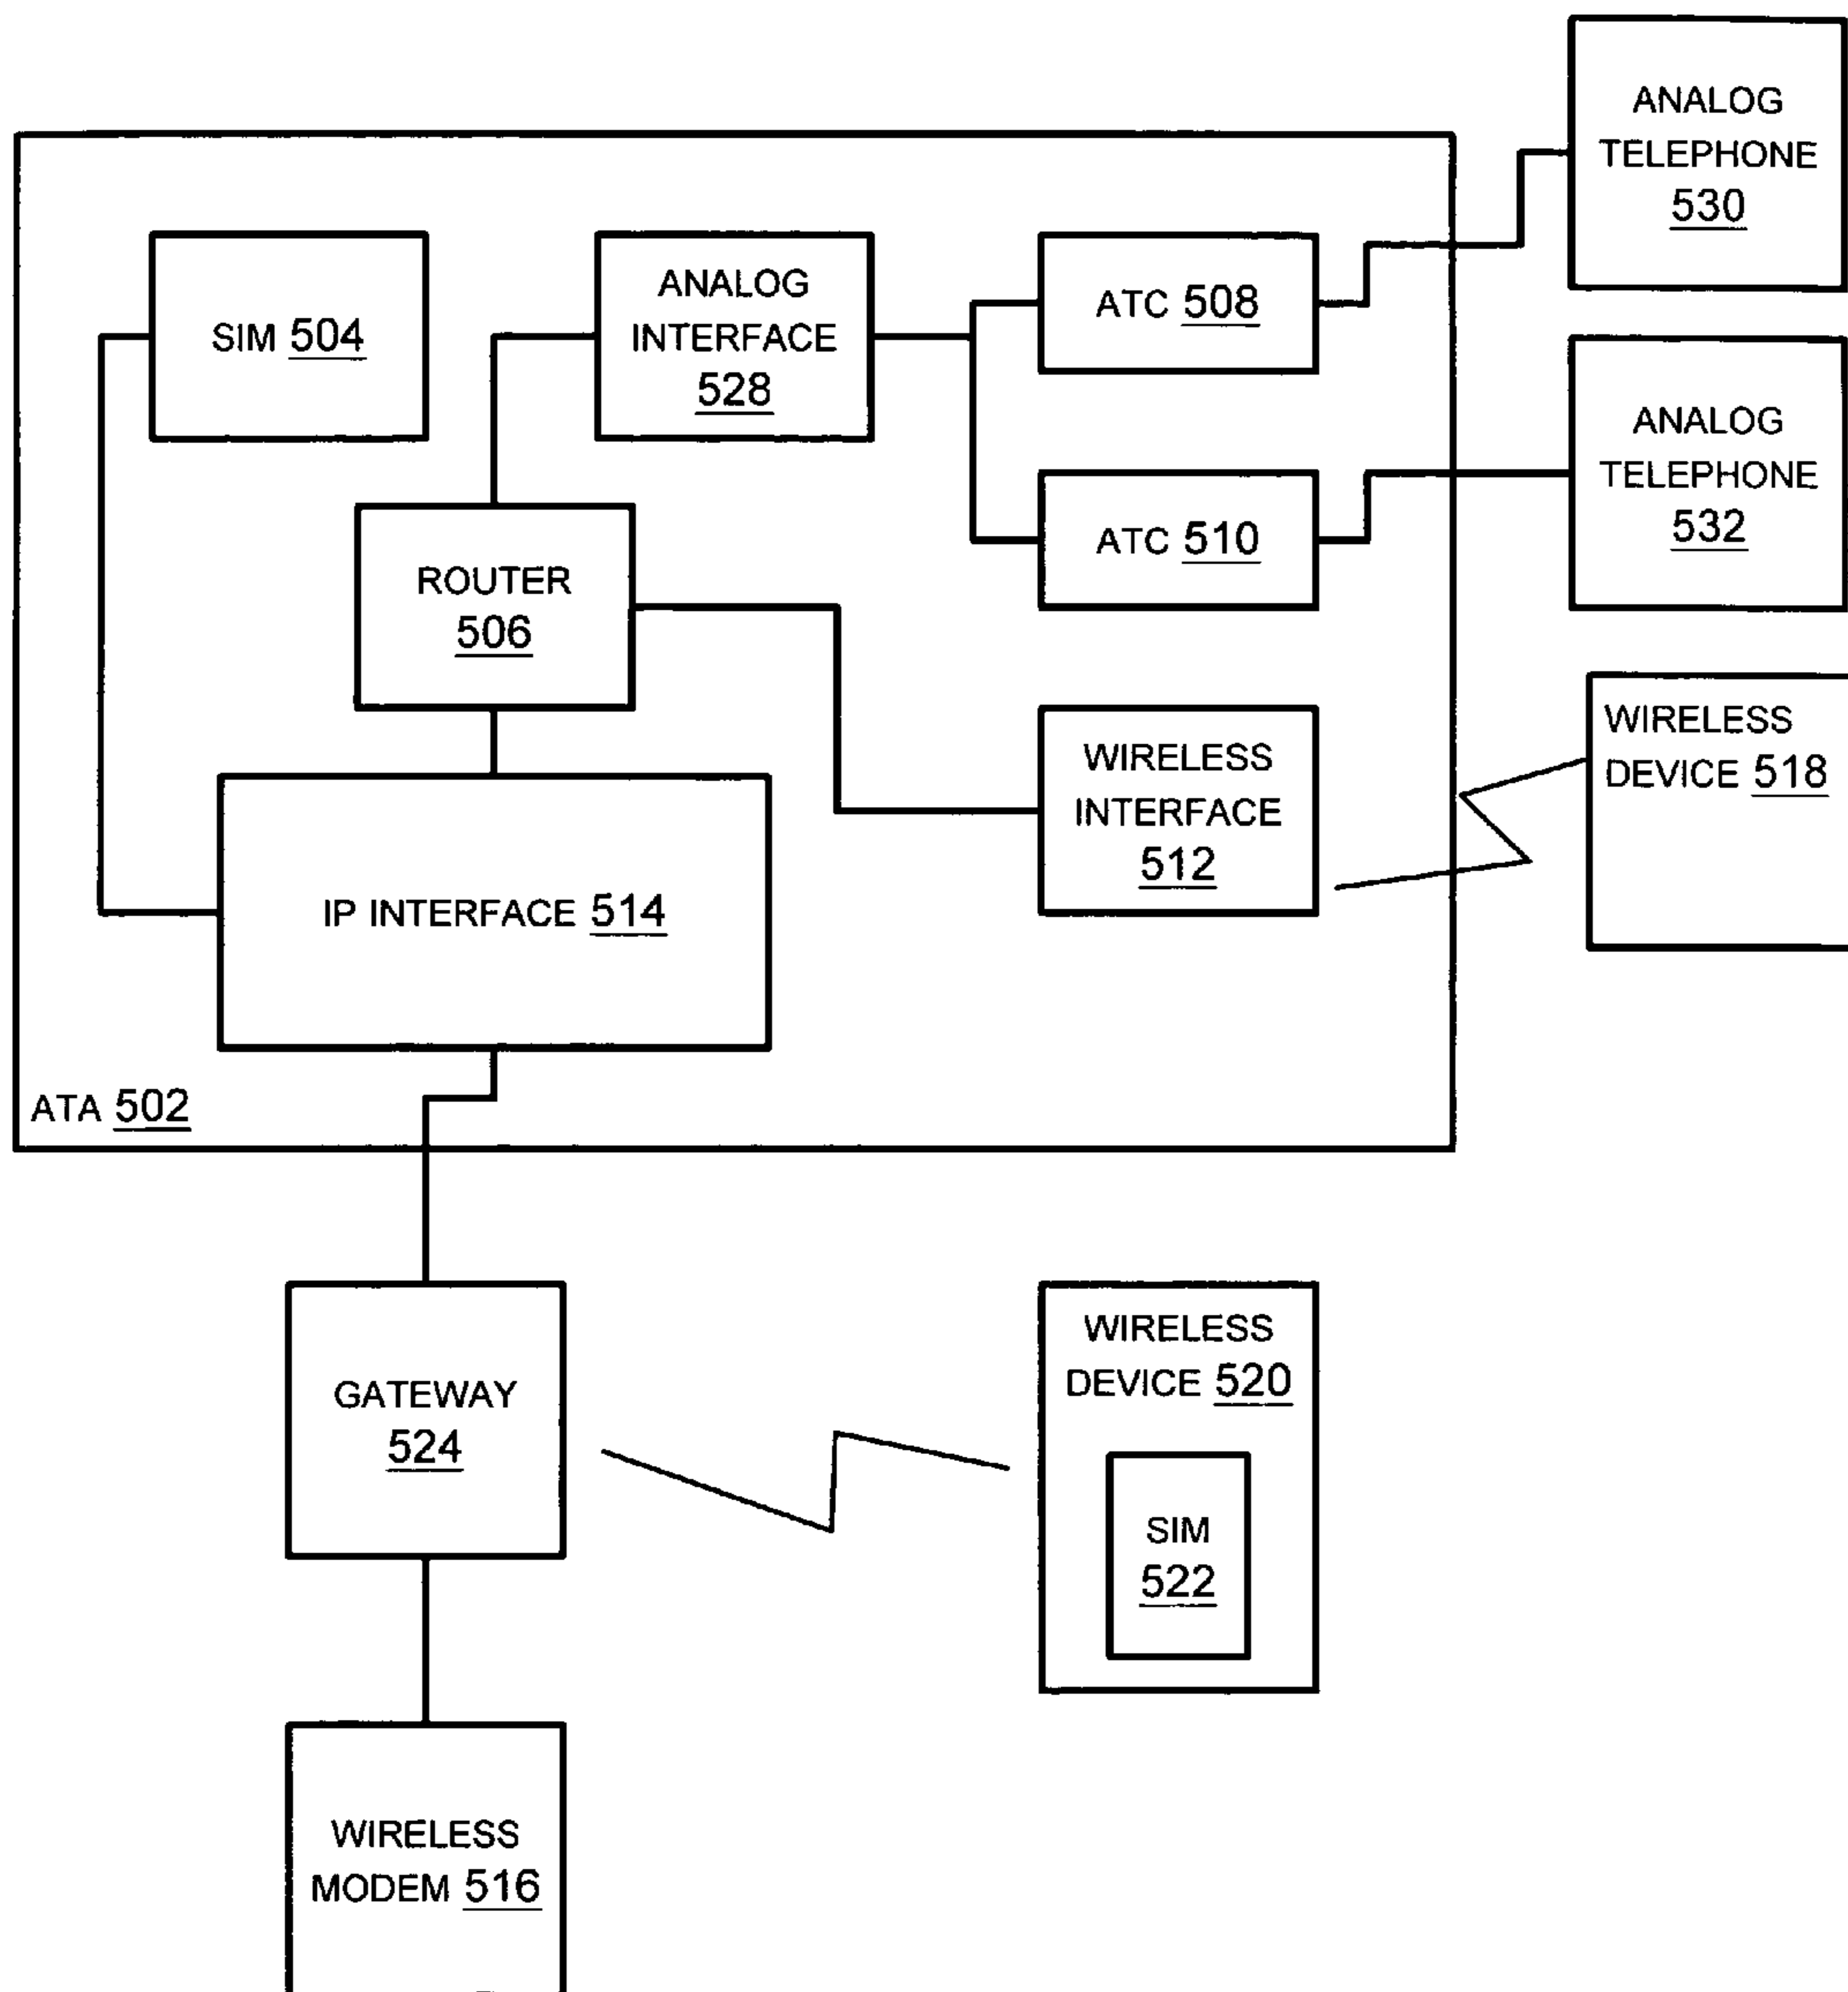 ANALOG
TELEPHONE
530
SIM 504
ANALOG
INTERFACE
528
ATC 508
ANALOG
TELEPHONE
532
ATC 510
ROUTER
506
WIRELESS
DEVICE 518
WIRELESS
INTERFACE
512
IP INTERFACE 514
ATA 502
GATEWAY
524
WIRELESS
DEVICE 520
SIM
522
WIRELESS
MODEM 516